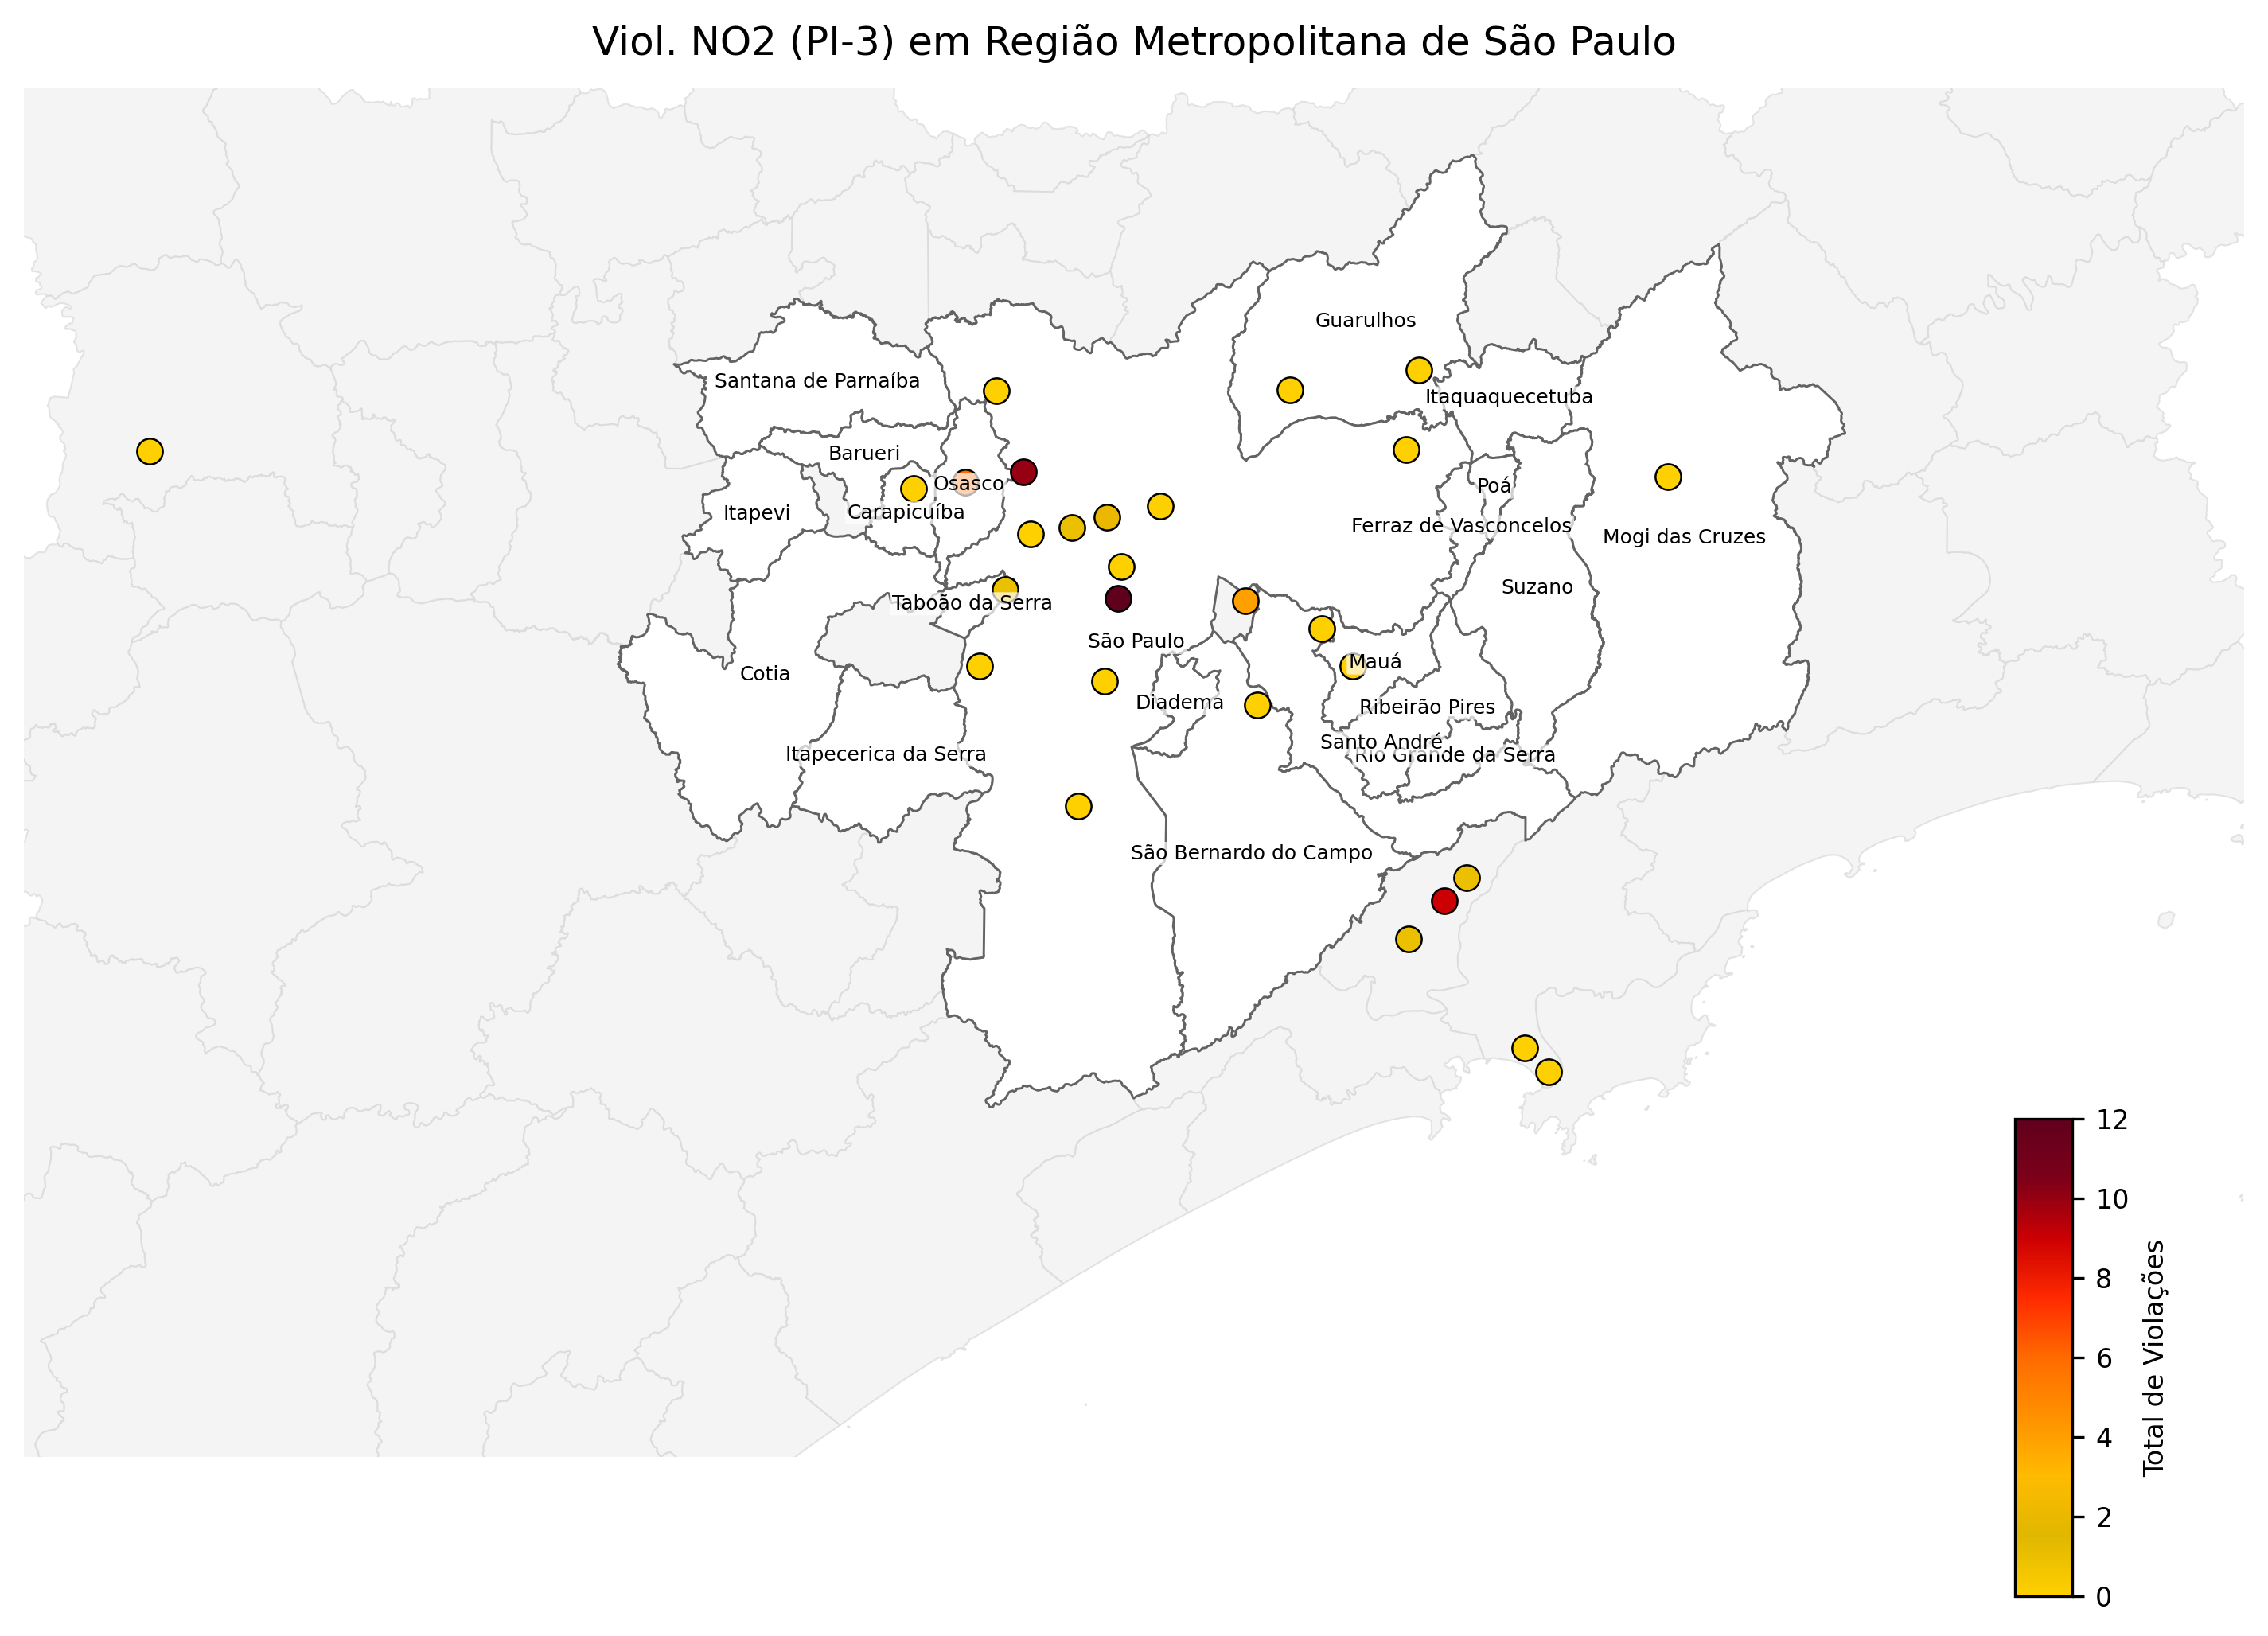 Viol. NO2 (PI-3) em Região Metropolitana de São Paulo
Guarulhos
Santana de Parnaíba
Itaquaquecetuba
Barueri
Osasco
Poá
Itapevi
Carapicuíba
Ferraz de Vasconcelos
Mogi das Cruzes
Suzano
Taboão da Serra
São Paulo
Mauá
Cotia
Diadema
Ribeirão Pires
Santo André
Itapecerica da Serra
Rio Grande da Serra
São Bernardo do Campo
12
10
8
6
4
2
0
Total de Violações